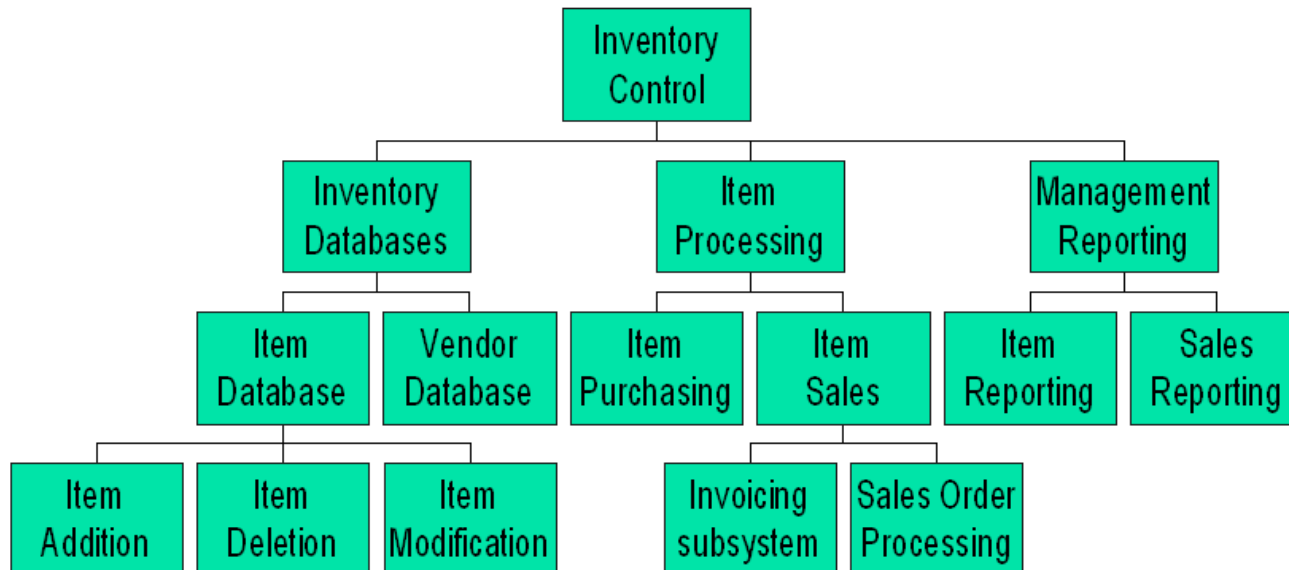 Inventory
Control
Inventory
Databases
Item
Processing
Management
Reporting
Item
Database
Vendor
Database
Item
Purchasing
Item
Sales
Item
Reporting
Sales
Reporting
Item
Addition
Item
Deletion
Item
Modification
Invoicing
subsystem
Sales Order
Processing